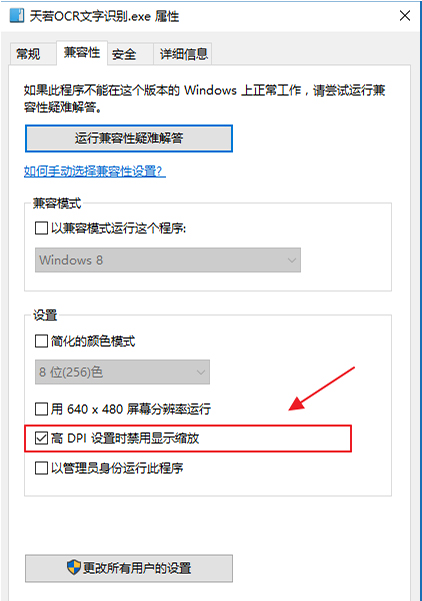 天若OCR文字识别.exe 属性
常规 兼容性 安全 详细信息
如果此程序不能在这个版本的 Windows 上正常工作，请尝试运行兼
容性疑难解答。
运行兼容性疑难解答
如何手动选择兼容性设置?
兼容模式
以兼容模式运行这个程序:
Windows 8
设置
简化的颜色模式
8 位(256)色
用 640 x 480 屏幕分辨率运行
高 DPI 设置时禁用显示缩放
以管理员身份运行此程序
更改所有用户的设置